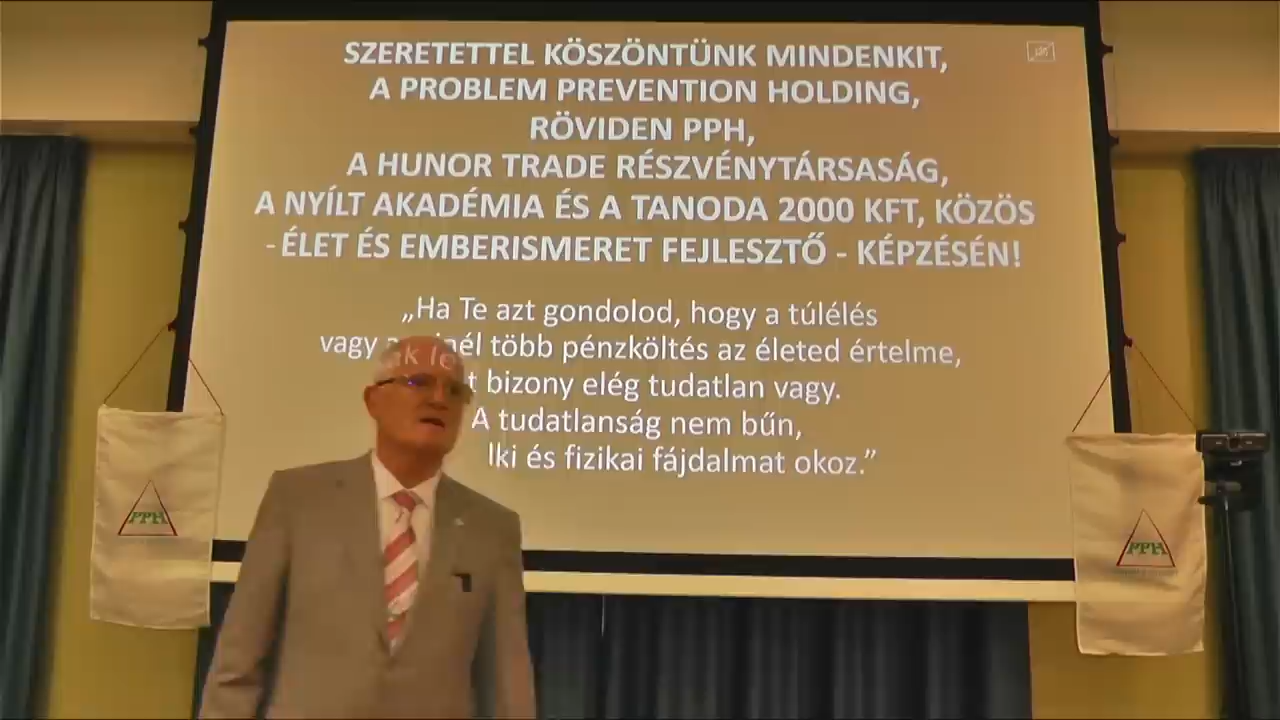 SZERETETTEL KÖSZÖNTÜNK MINDENKIT,
A PROBLEM PREVENTION HOLDING,
RÖVIDEN PPH,
A HUNOR TRADE RÉSZVÉNYTÁRSASÁG,
A NYÍLT AKADÉMIA ÉS A TANODA 2000 KFT, KÖZÖS
- ÉLET ÉS EMBERISMERET FEJLESZTŐ - KÉPZÉSÉN!
„Ha Te azt gondolod, hogy a túlélés
vagy több pénzköltés az életed értelme,
bizony elég tudatlan vagy.
A tudatlanság nem bűn,
és fizikai fájdalmat okoz.”
PPH
PPH